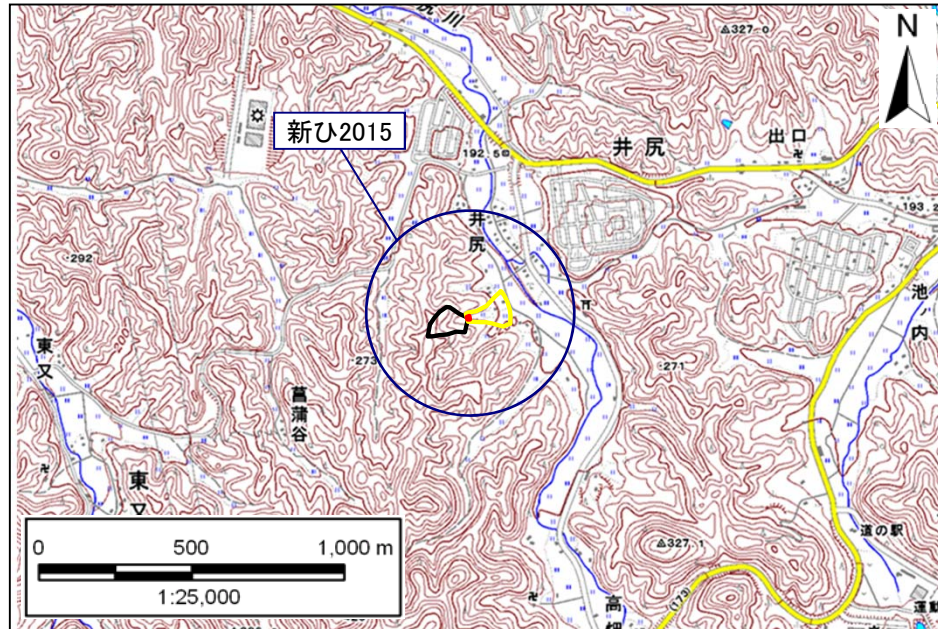 327.0
N
新ひ2015
192.5
井尻
出口
193.2
井尻
292
池内
東又
273
271
菖蒲谷
東又
道の駅
327.1
0 500 1,000 m
1:25,000
(173)